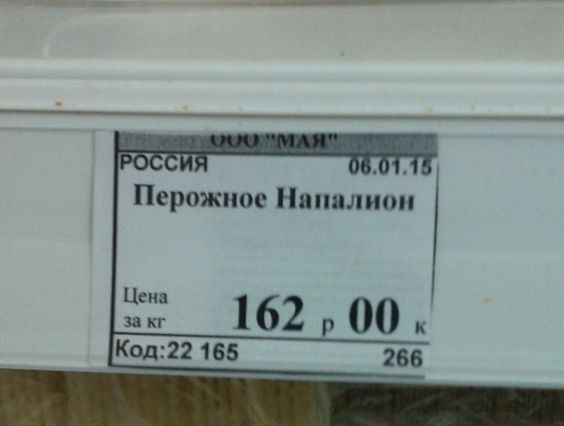 ООО "МАЯ"
РОССИЯ 06.01.15
Перожное Напалион
Цена
за кг 162 р 00 к
Код:22 165 266